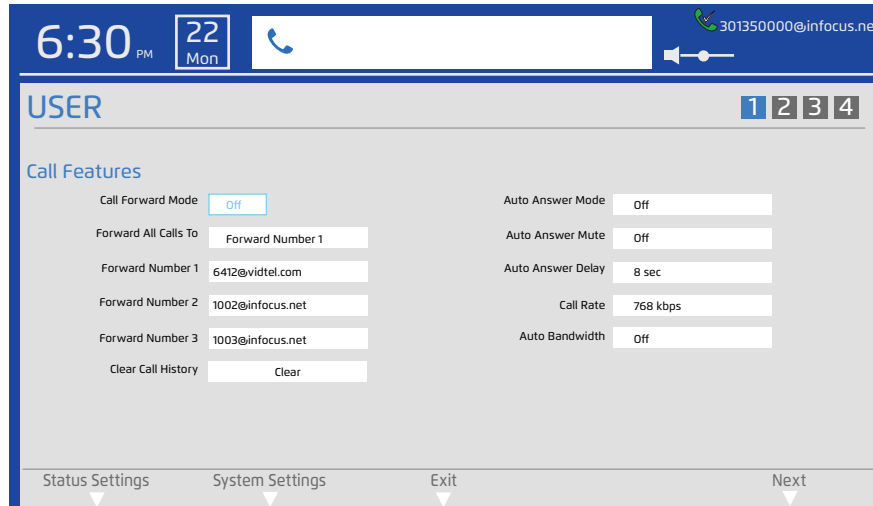 6:30 PM
22
Mon
301350000@infocus.ne
USER
1 2 3 4
Call Features
Call Forward Mode Off
Forward All Calls To Forward Number 1
Forward Number 1 6412@vidtel.com
Forward Number 2 1002@infocus.net
Forward Number 3 1003@infocus.net
Clear Call History Clear
Auto Answer Mode Off
Auto Answer Mute Off
Auto Answer Delay 8 sec
Call Rate 768 kbps
Auto Bandwidth Off
Status Settings System Settings Exit Next